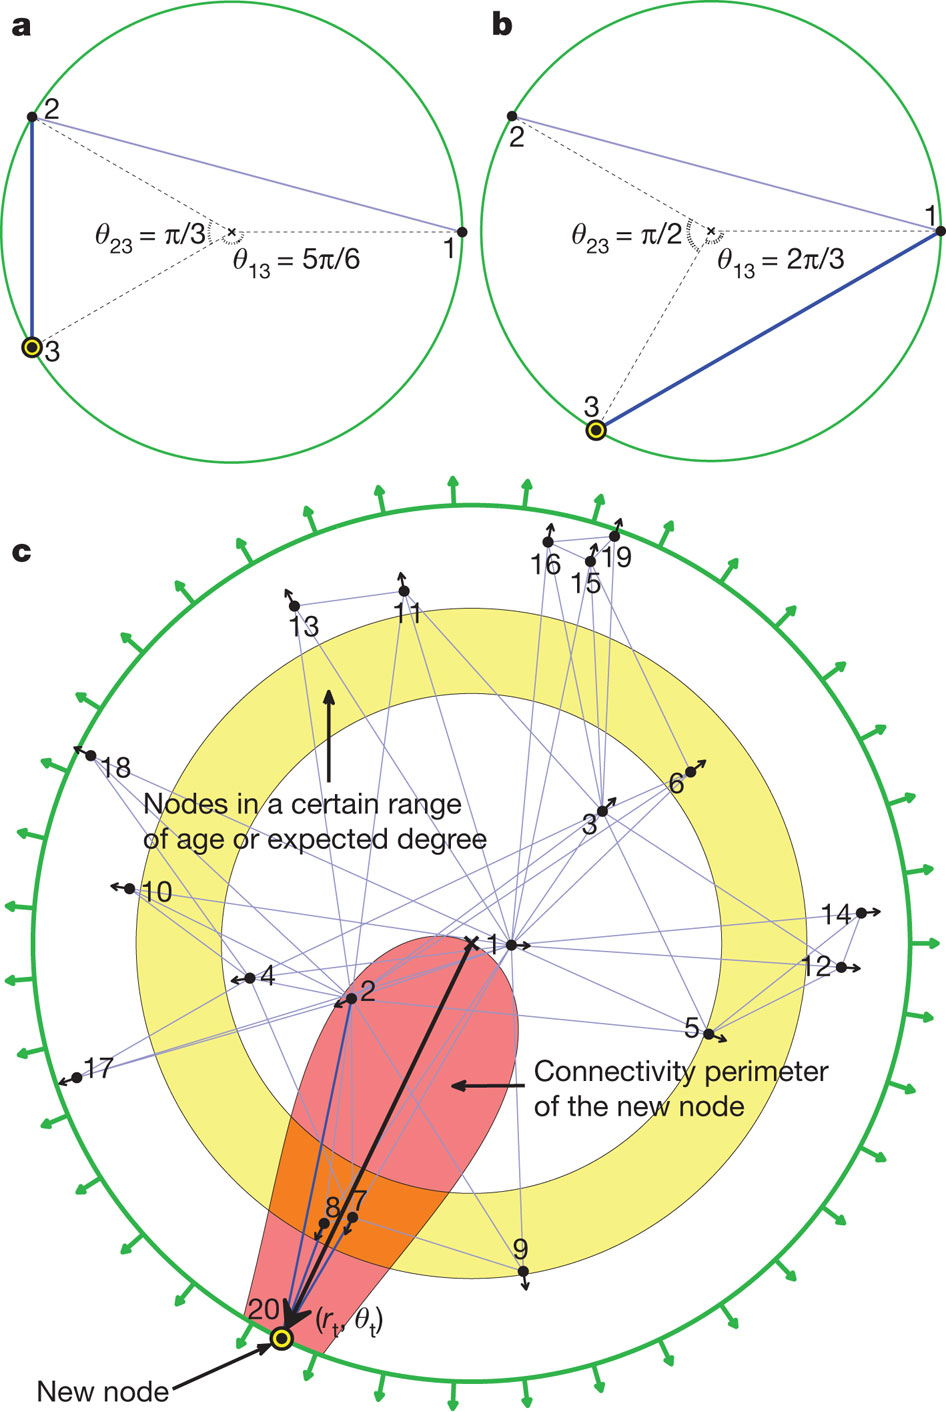 a
2
θ23 = π/3
θ13 = 5π/6
1
3
b
2
1
θ23 = π/2
θ13 = 2π/3
3
c
16
15
19
13
11
18
6
Nodes in a certain range
of age or expected degree
3
10
14
1
12
4
2
5
17
Connectivity perimeter
of the new node
8
7
9
20
(rt, θt)
New node